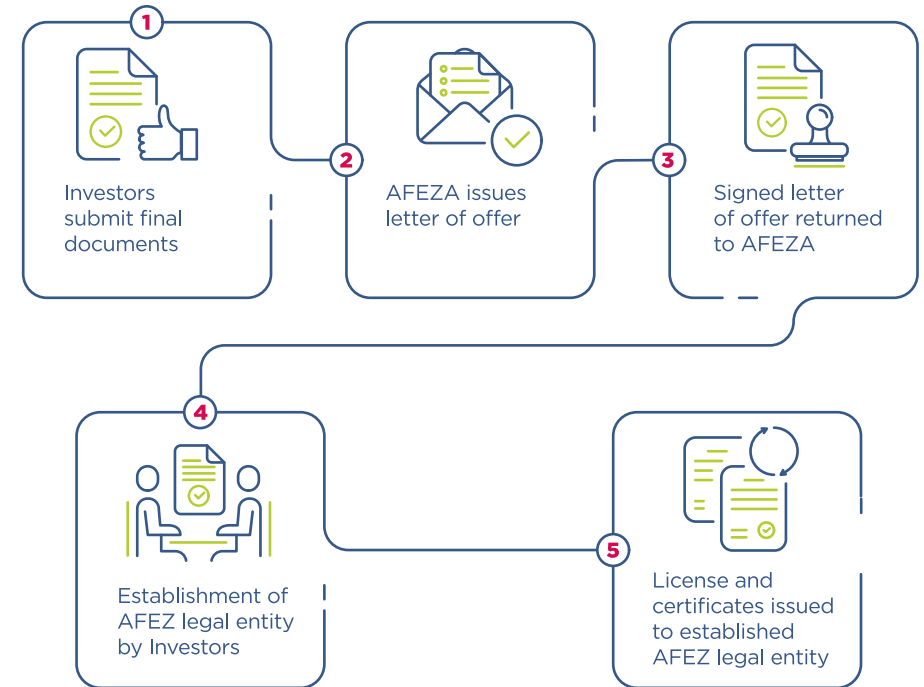 1
Investors
submit final
documents
2
AFEZA issues
letter of offer
3
Signed letter
of offer returned
to AFEZA
4
Establishment of
AFEZ legal entity
by Investors
5
License and
certificates issued
to established
AFEZ legal entity